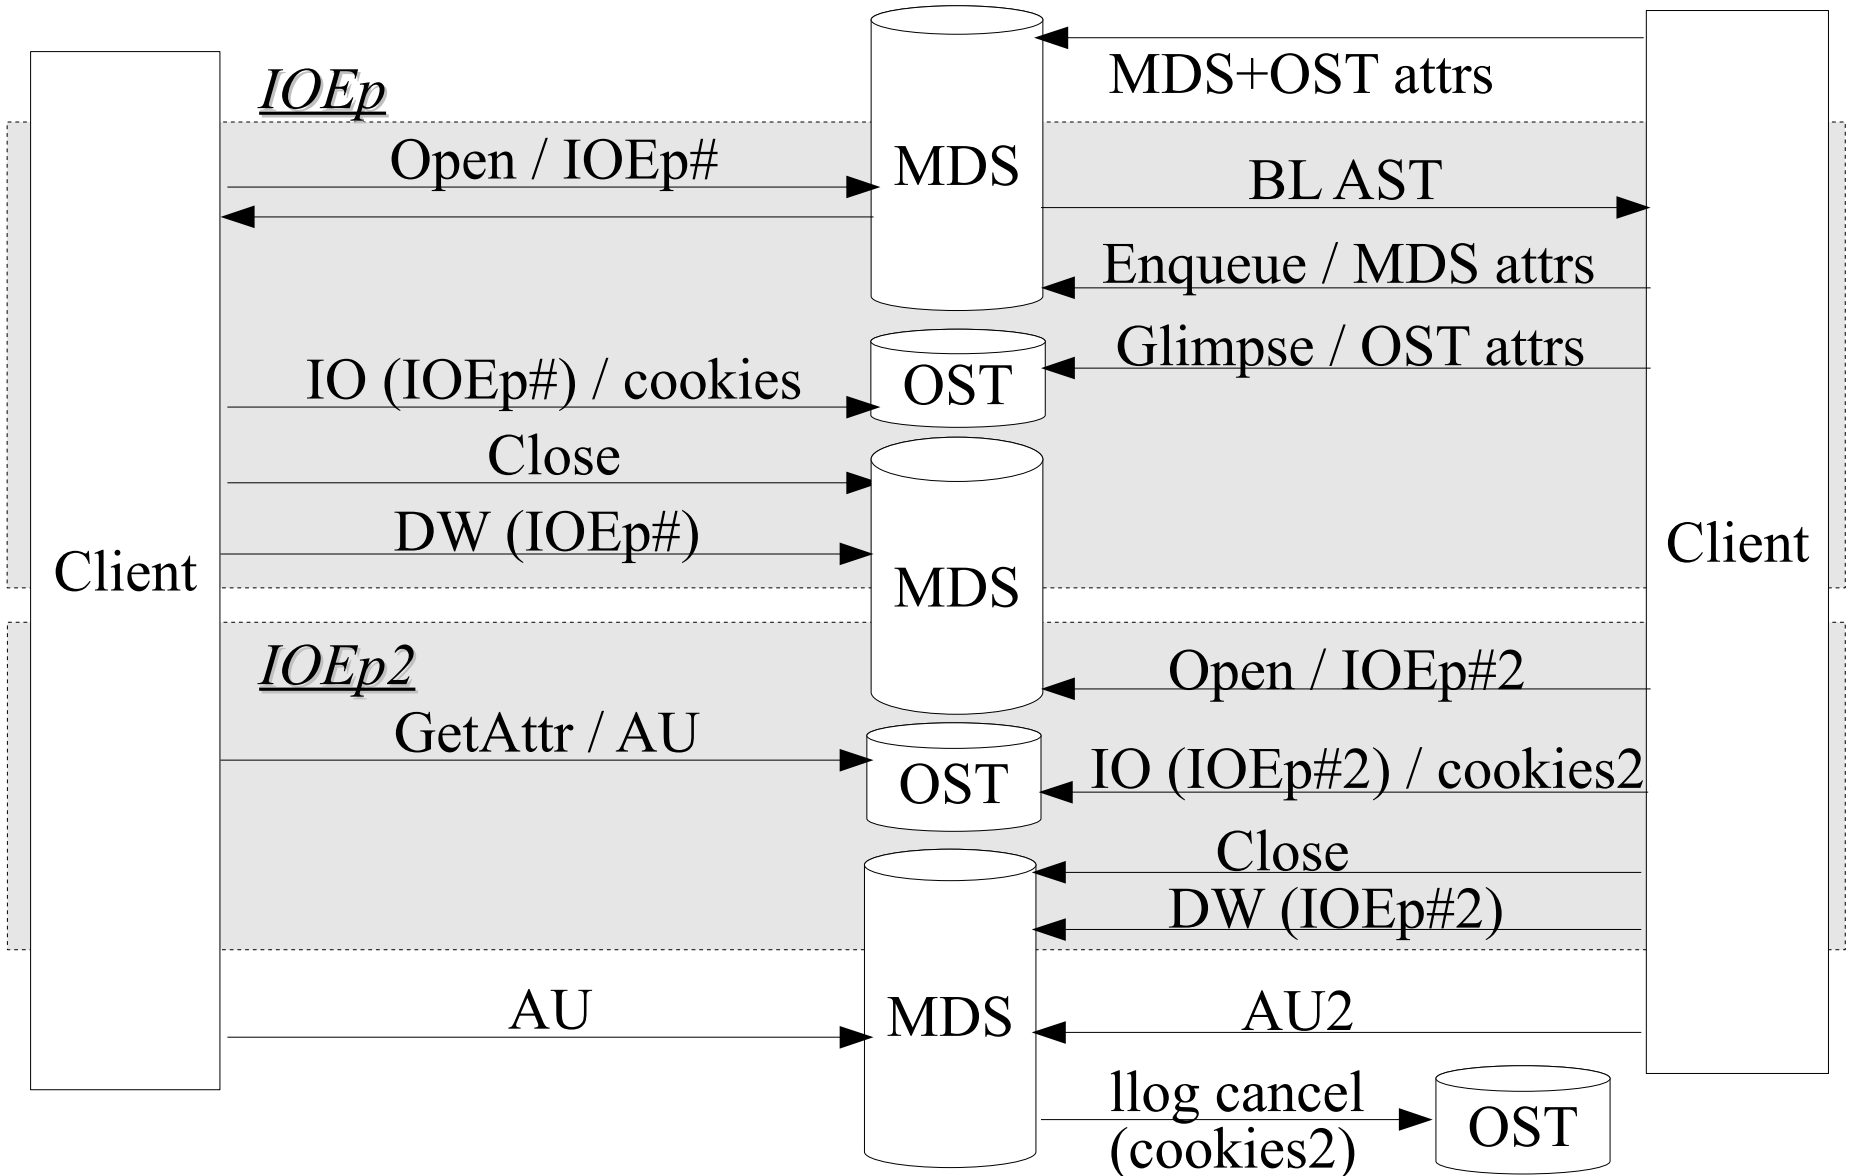 MDS+OST attrs
IOEp
Open / IOEp#
MDS
BL AST
Enqueue / MDS attrs
Glimpse / OST attrs
IO (IOEp#) / cookies
OST
Close
DW (IOEp#)
Client
MDS
Client
IOEp2
Open / IOEp#2
GetAttr / AU
OST
IO (IOEp#2) / cookies2
Close
DW (IOEp#2)
AU
MDS
AU2
llog cancel
(cookies2)
OST